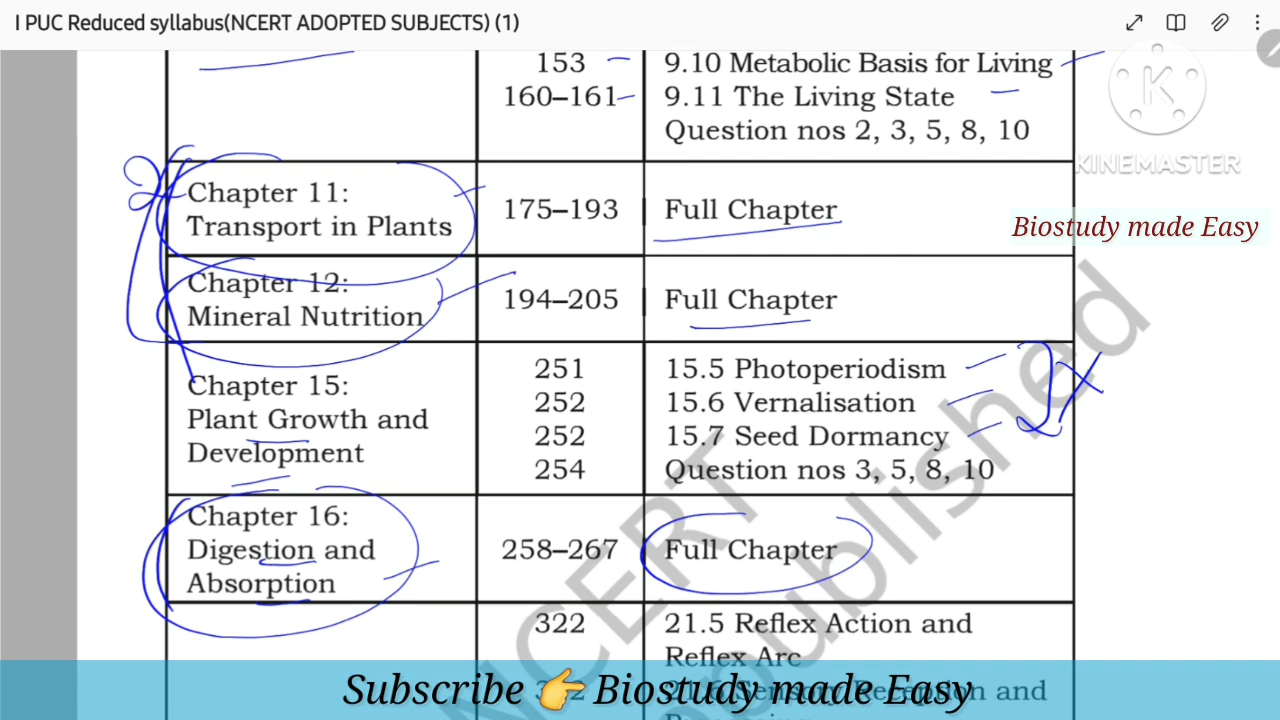 I PUC Reduced syllabus(NCERT ADOPTED SUBJECTS) (1)
153 9.10 Metabolic Basis for Living
160–161 9.11 The Living State
Question nos 2, 3, 5, 8, 10
K
KINEMASTER
Biostudy made Easy
Chapter 11:
Transport in Plants
175–193
Full Chapter
Chapter 12:
Mineral Nutrition
194–205
Full Chapter
Chapter 15:
Plant Growth and
Development
251 15.5 Photoperiodism
252 15.6 Vernalisation
252 15.7 Seed Dormancy
254 Question nos 3, 5, 8, 10
Chapter 16:
Digestion and
Absorption
258–267
Full Chapter
322 21.5 Reflex Action and
Reflex Arc
Sensory Reception and
NCERT
published
Subscribe 👉 Biostudy made Easy